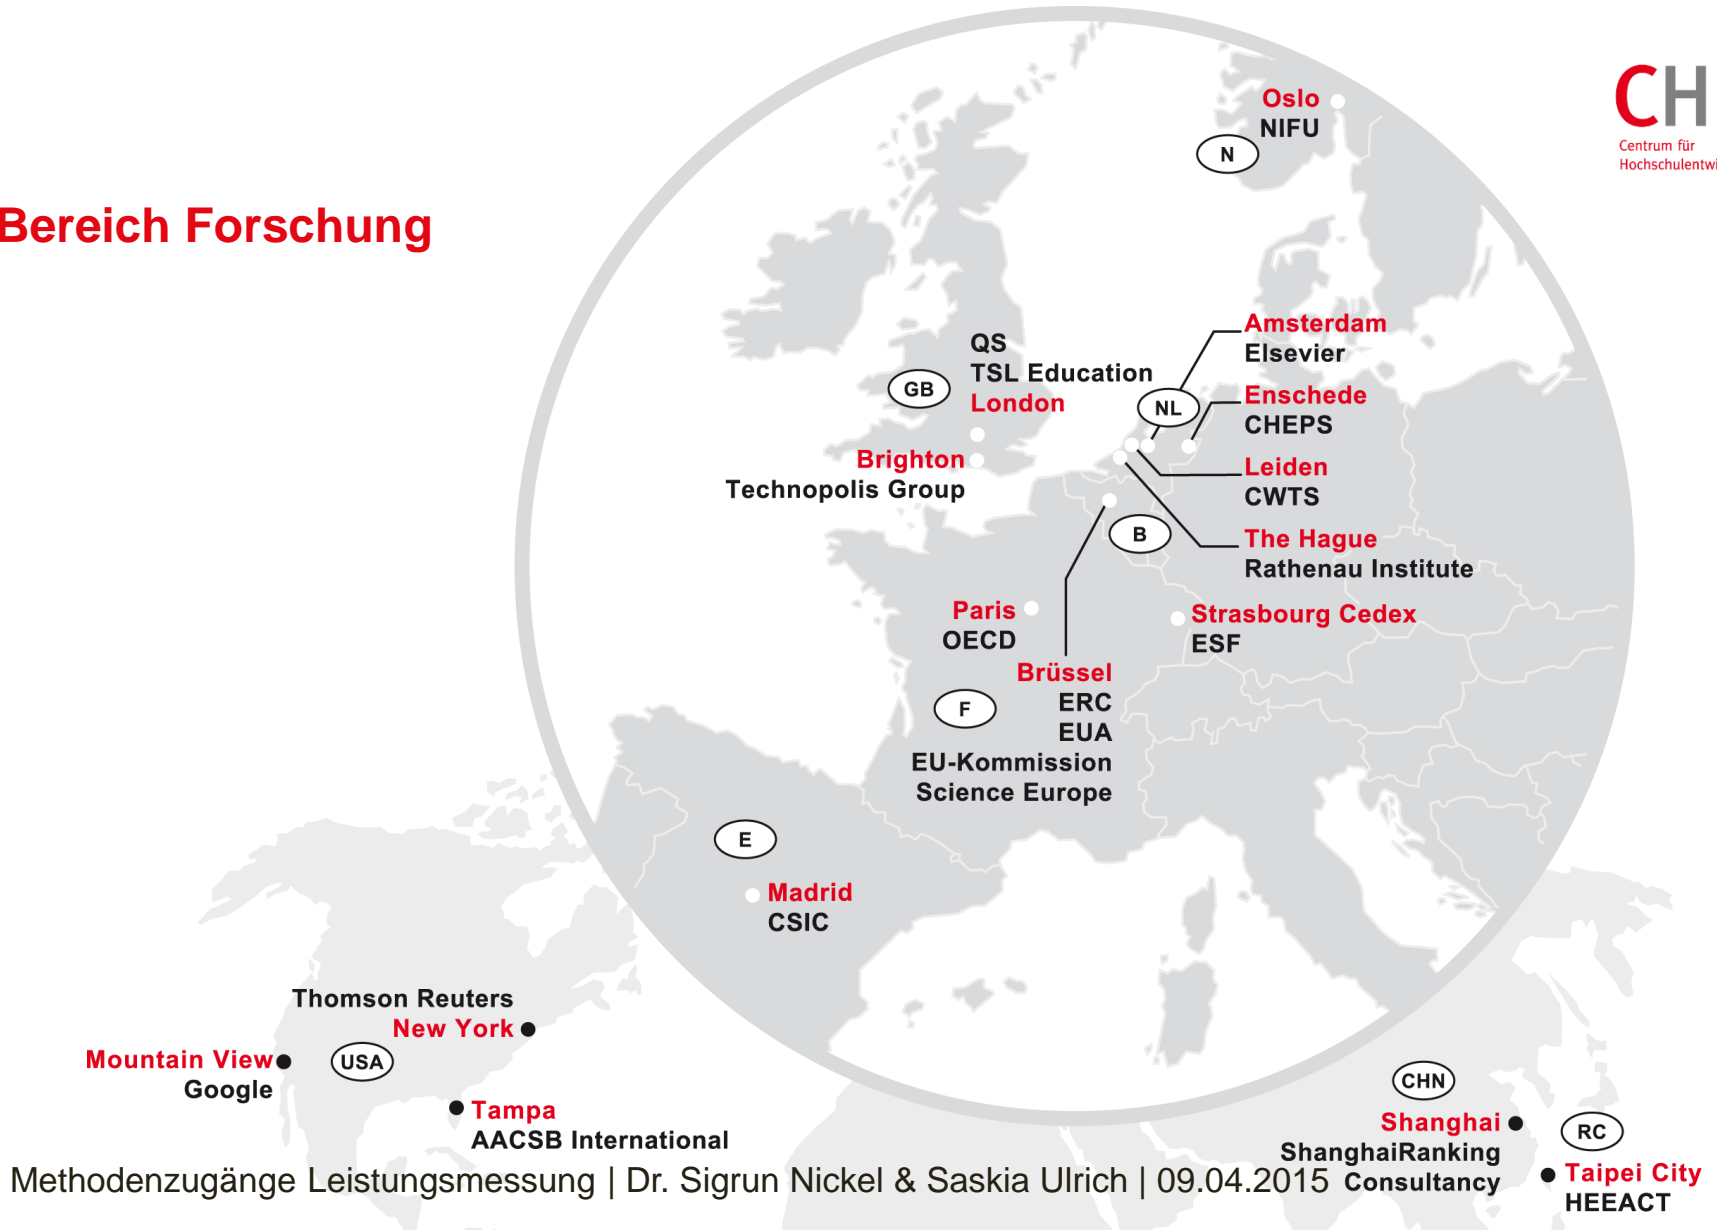 CH
Centrum für
Hochschulentwi
Bereich Forschung
Oslo
NIFU
N
QS
TSL Education
London
GB
Brighton
Technopolis Group
Amsterdam
Elsevier
NL
Enschede
CHEPS
Leiden
CWTS
B
The Hague
Rathenau Institute
Paris
OECD
Strasbourg Cedex
ESF
Brüssel
ERC
EUA
EU-Kommission
Science Europe
F
E
Madrid
CSIC
Thomson Reuters
New York
Mountain View
Google
USA
Tampa
AACSB International
CHN
Shanghai
ShanghaiRanking
Consultancy
RC
Taipei City
HEEACT
Methodenzugänge Leistungsmessung | Dr. Sigrun Nickel & Saskia Ulrich | 09.04.2015